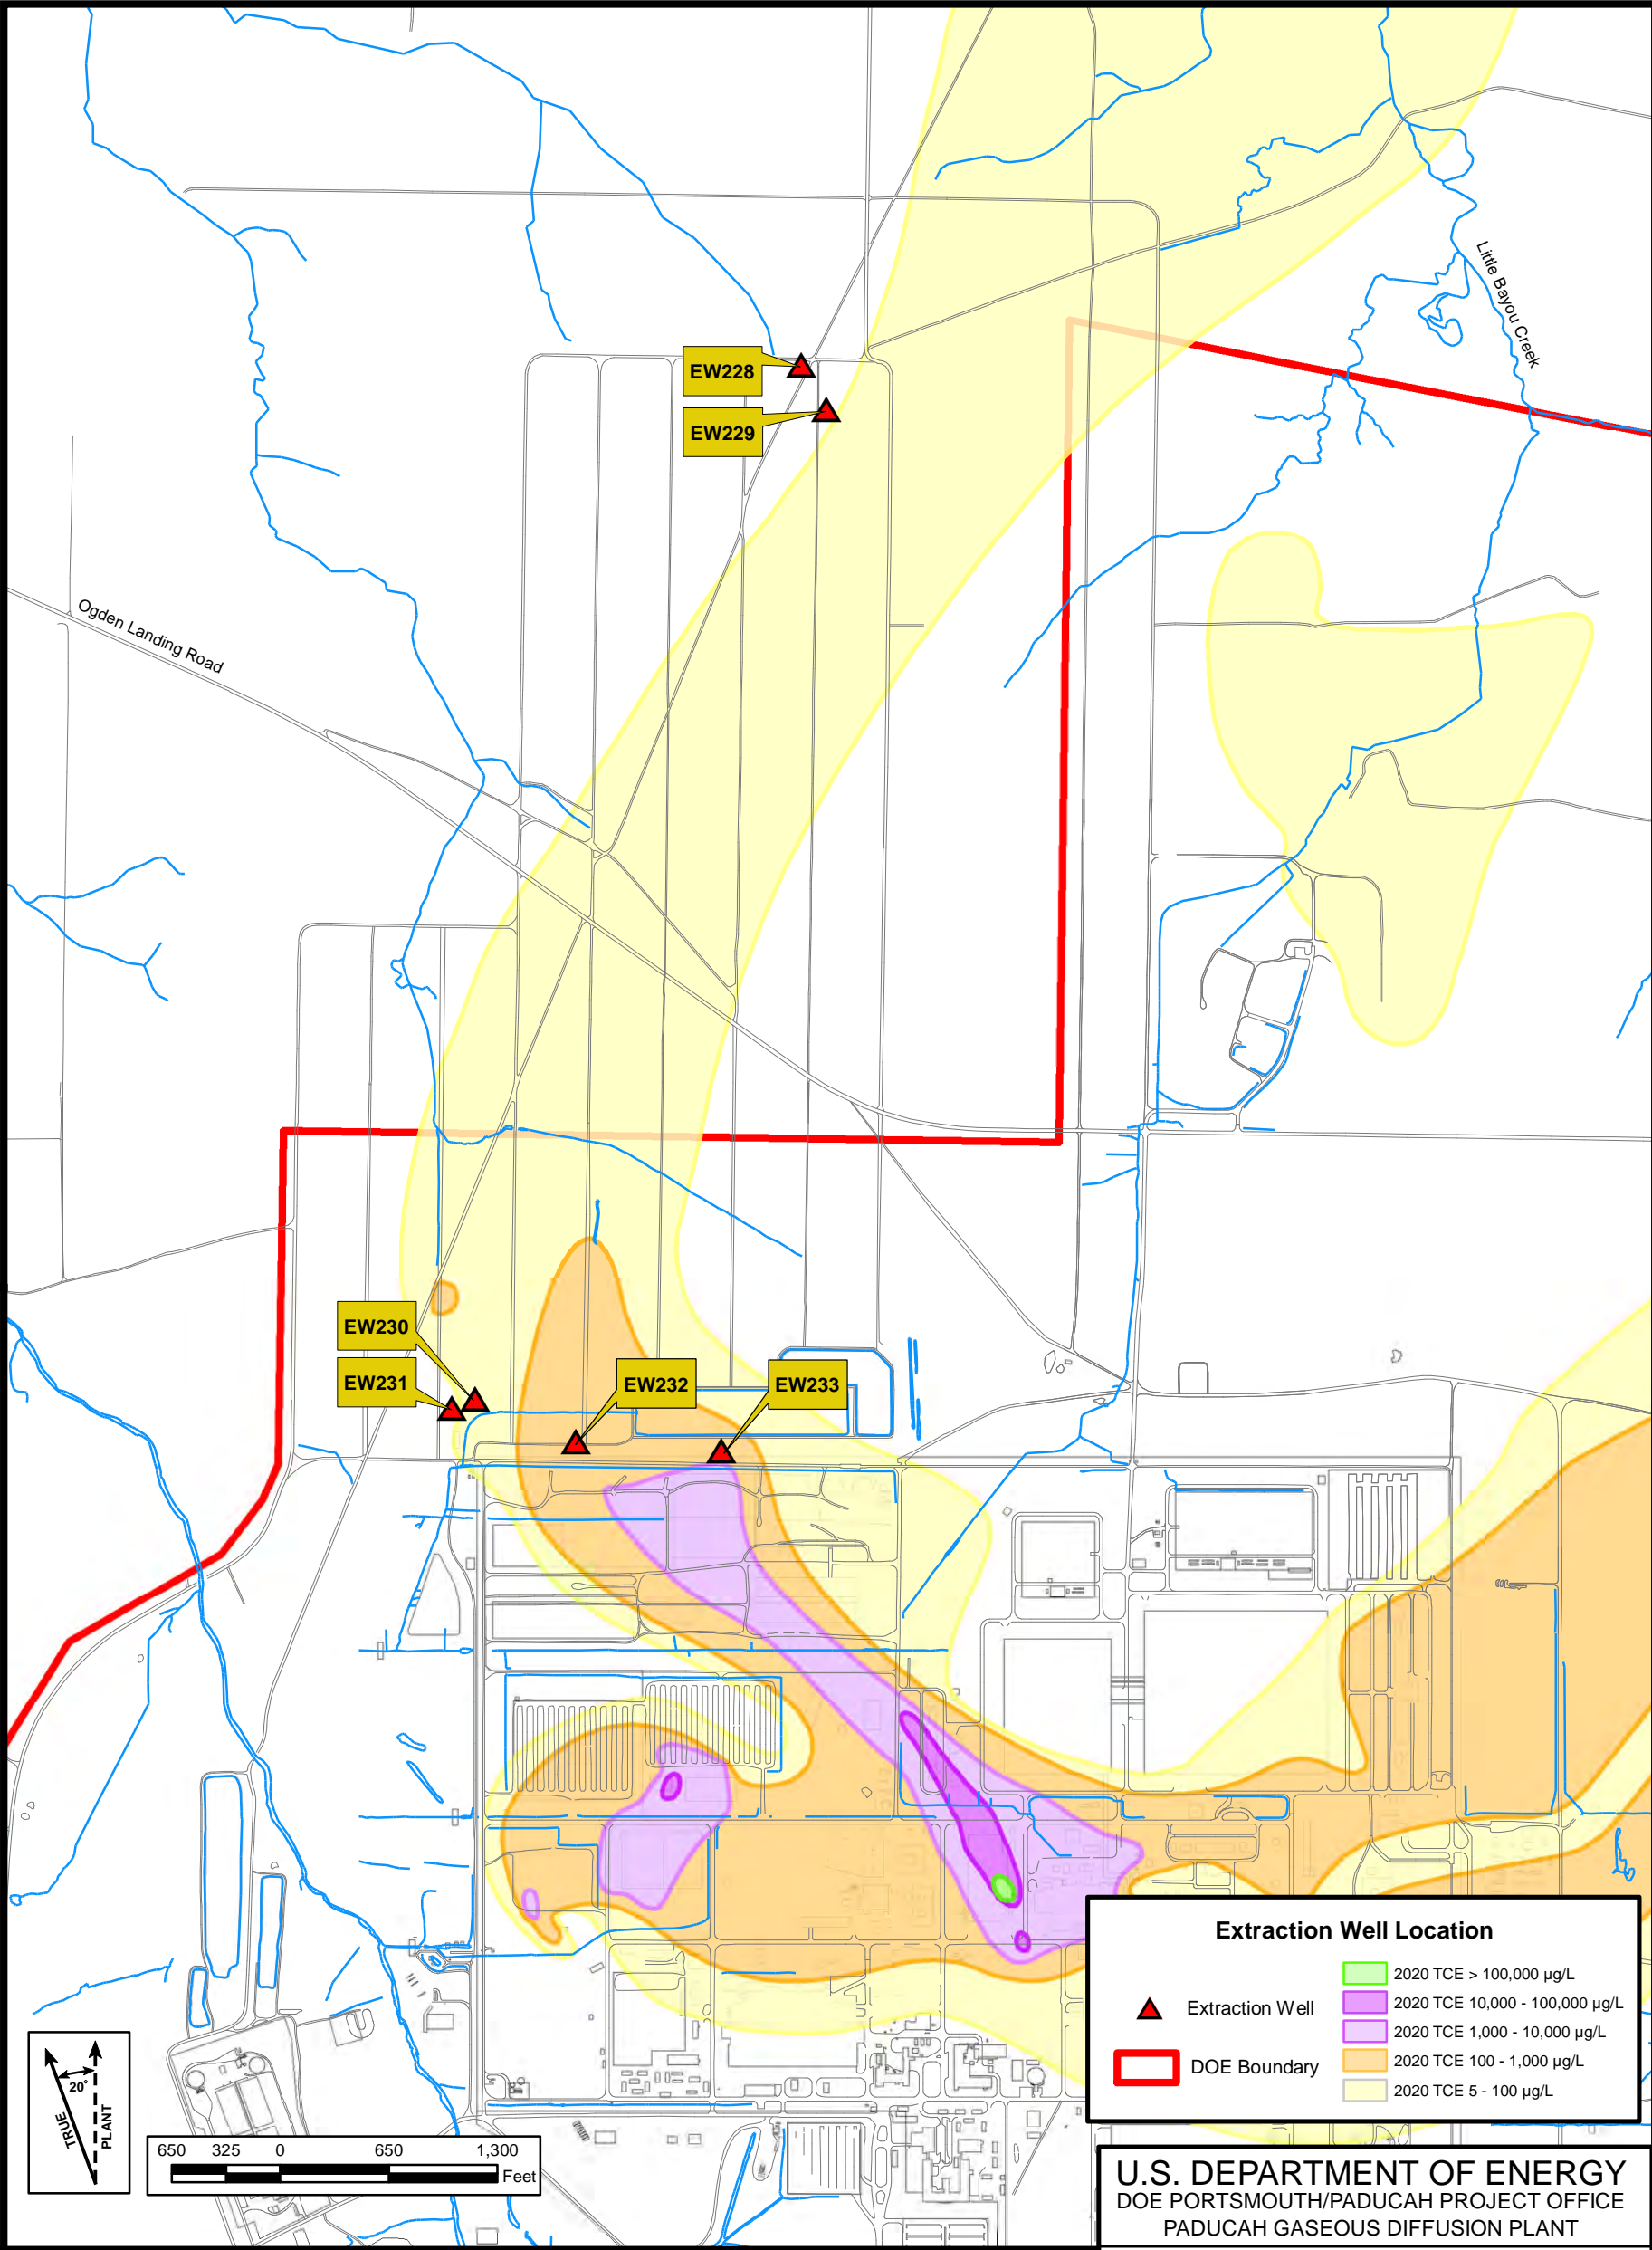 Little Bayou Creek
EW228
EW229
Ogden Landing Road
EW230
EW231
EW232
EW233
Extraction Well Location
Extraction Well
DOE Boundary
2020 TCE > 100,000 µg/L
2020 TCE 10,000 - 100,000 µg/L
2020 TCE 1,000 - 10,000 µg/L
2020 TCE 100 - 1,000 µg/L
2020 TCE 5 - 100 µg/L
20°
TRUE
PLANT
650 325 0 650 1,300
Feet
U.S. DEPARTMENT OF ENERGY
DOE PORTSMOUTH/PADUCAH PROJECT OFFICE
PADUCAH GASEOUS DIFFUSION PLANT